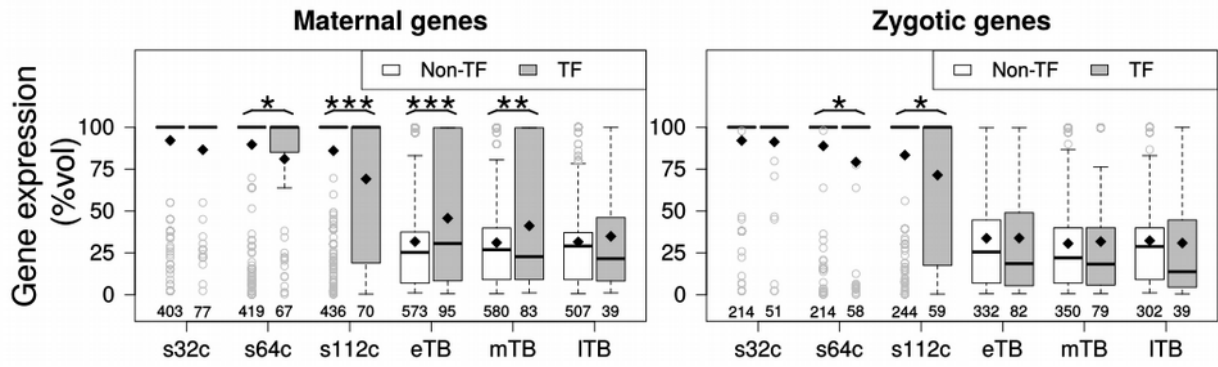 Maternal genes
Zygotic genes
Gene expression
(%vol)
Non-TF TF
* *** *** **
100
75
50
25
0
403 77 419 67 436 70 573 95 580 83 507 39
s32c s64c s112c eTB mTB lTB
Non-TF TF
* *
100
75
50
25
0
214 51 214 58 244 59 332 82 350 79 302 39
s32c s64c s112c eTB mTB lTB